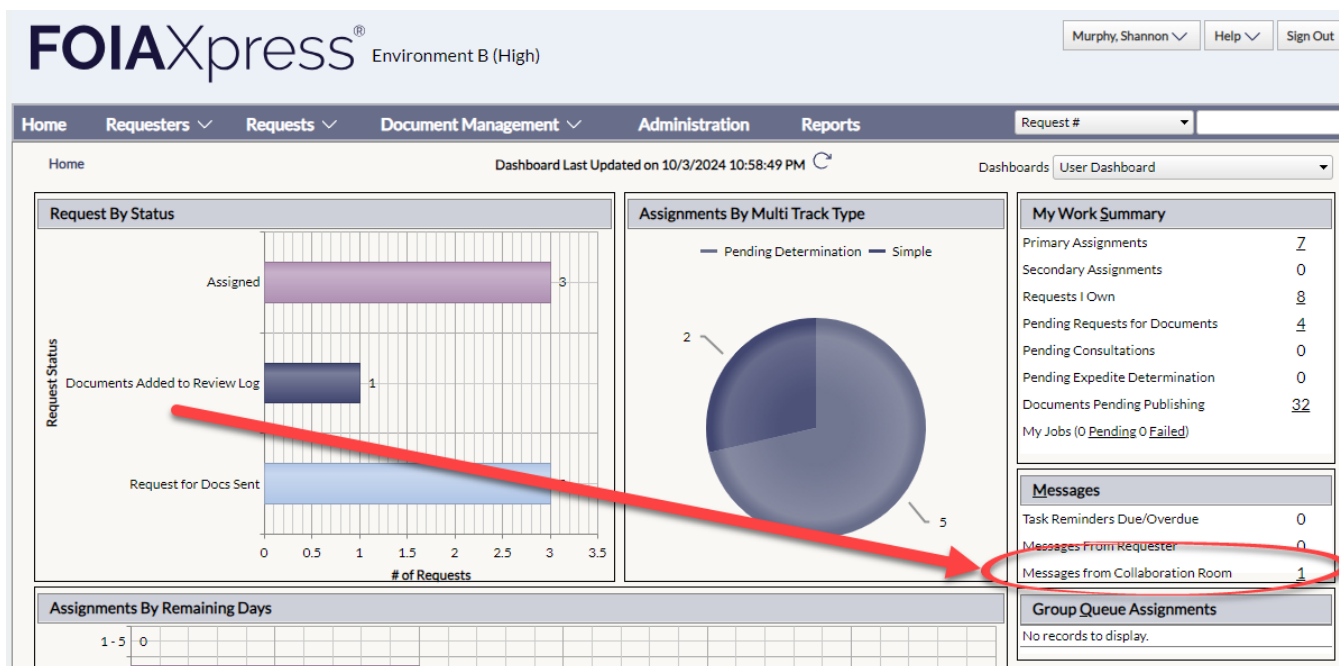 FOIAXpress® Environment B (High)
Murphy, Shannon Help Sign Out
Home Requesters Requests Document Management Administration Reports Request #
Home Dashboard Last Updated on 10/3/2024 10:58:49 PM Dashboards User Dashboard
Request By Status
Request Status
Assigned 3
Documents Added to Review Log 1
Request for Docs Sent
0 0.5 1 1.5 2 2.5 3 3.5
# of Requests
Assignments By Multi Track Type
Pending Determination Simple
2
5
My Work Summary
Primary Assignments 7
Secondary Assignments 0
Requests I Own 8
Pending Requests for Documents 4
Pending Consultations 0
Pending Expedite Determination 0
Documents Pending Publishing 32
My Jobs (0 Pending 0 Failed)
Messages
Task Reminders Due/Overdue 0
Messages From Requester 0
Messages from Collaboration Room 1
Group Queue Assignments
No records to display.
Assignments By Remaining Days
1 - 5 0